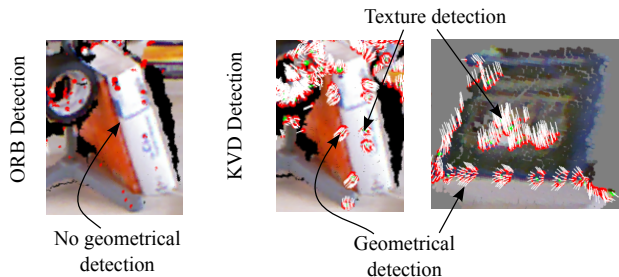 Texture detection
ORB Detection
KVD Detection
No geometrical
detection
Geometrical
detection